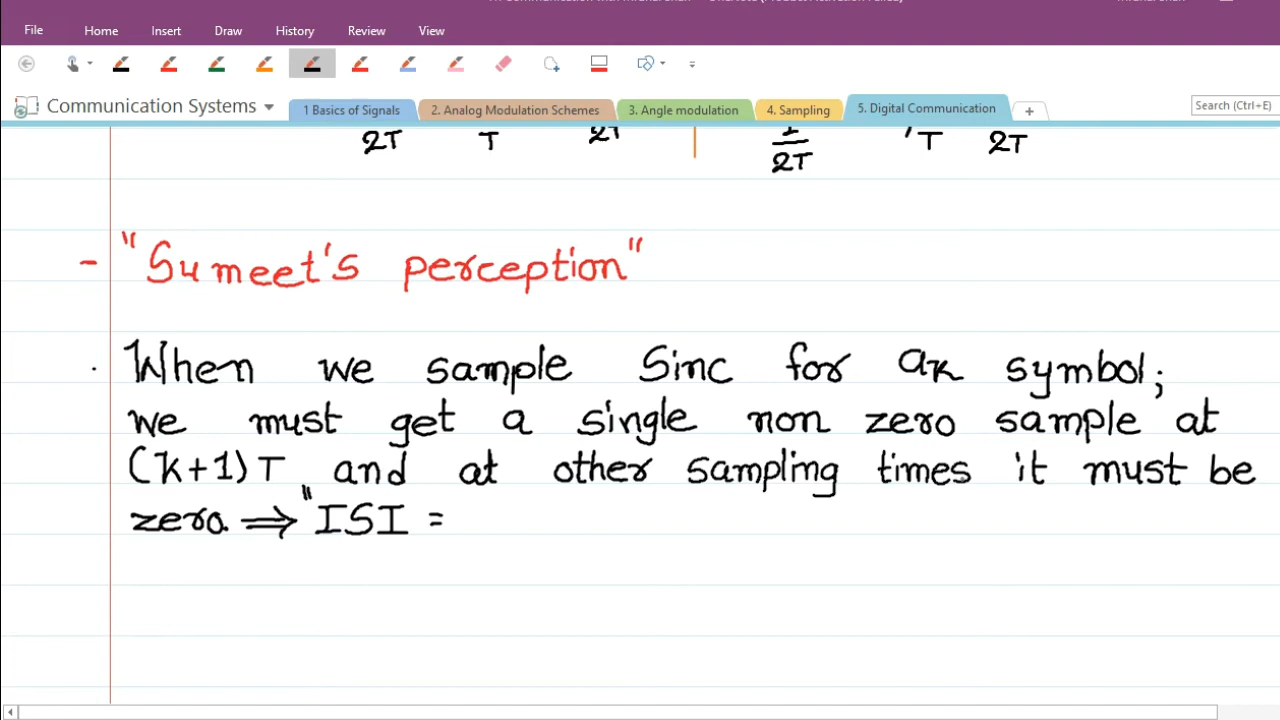 File Home Insert Draw History Review View
Communication Systems 1 Basics of Signals 2. Analog Modulation Schemes 3. Angle modulation 4. Sampling 5. Digital Communication + Search (Ctrl+E)
2T T 2T 1/2T 1/T 2T
- "Sumeet's perception"
. When we sample Sinc for ak symbol;
we must get a single non zero sample at
(k+1)T and at other sampling times it must be
zero ⇒ "ISI =